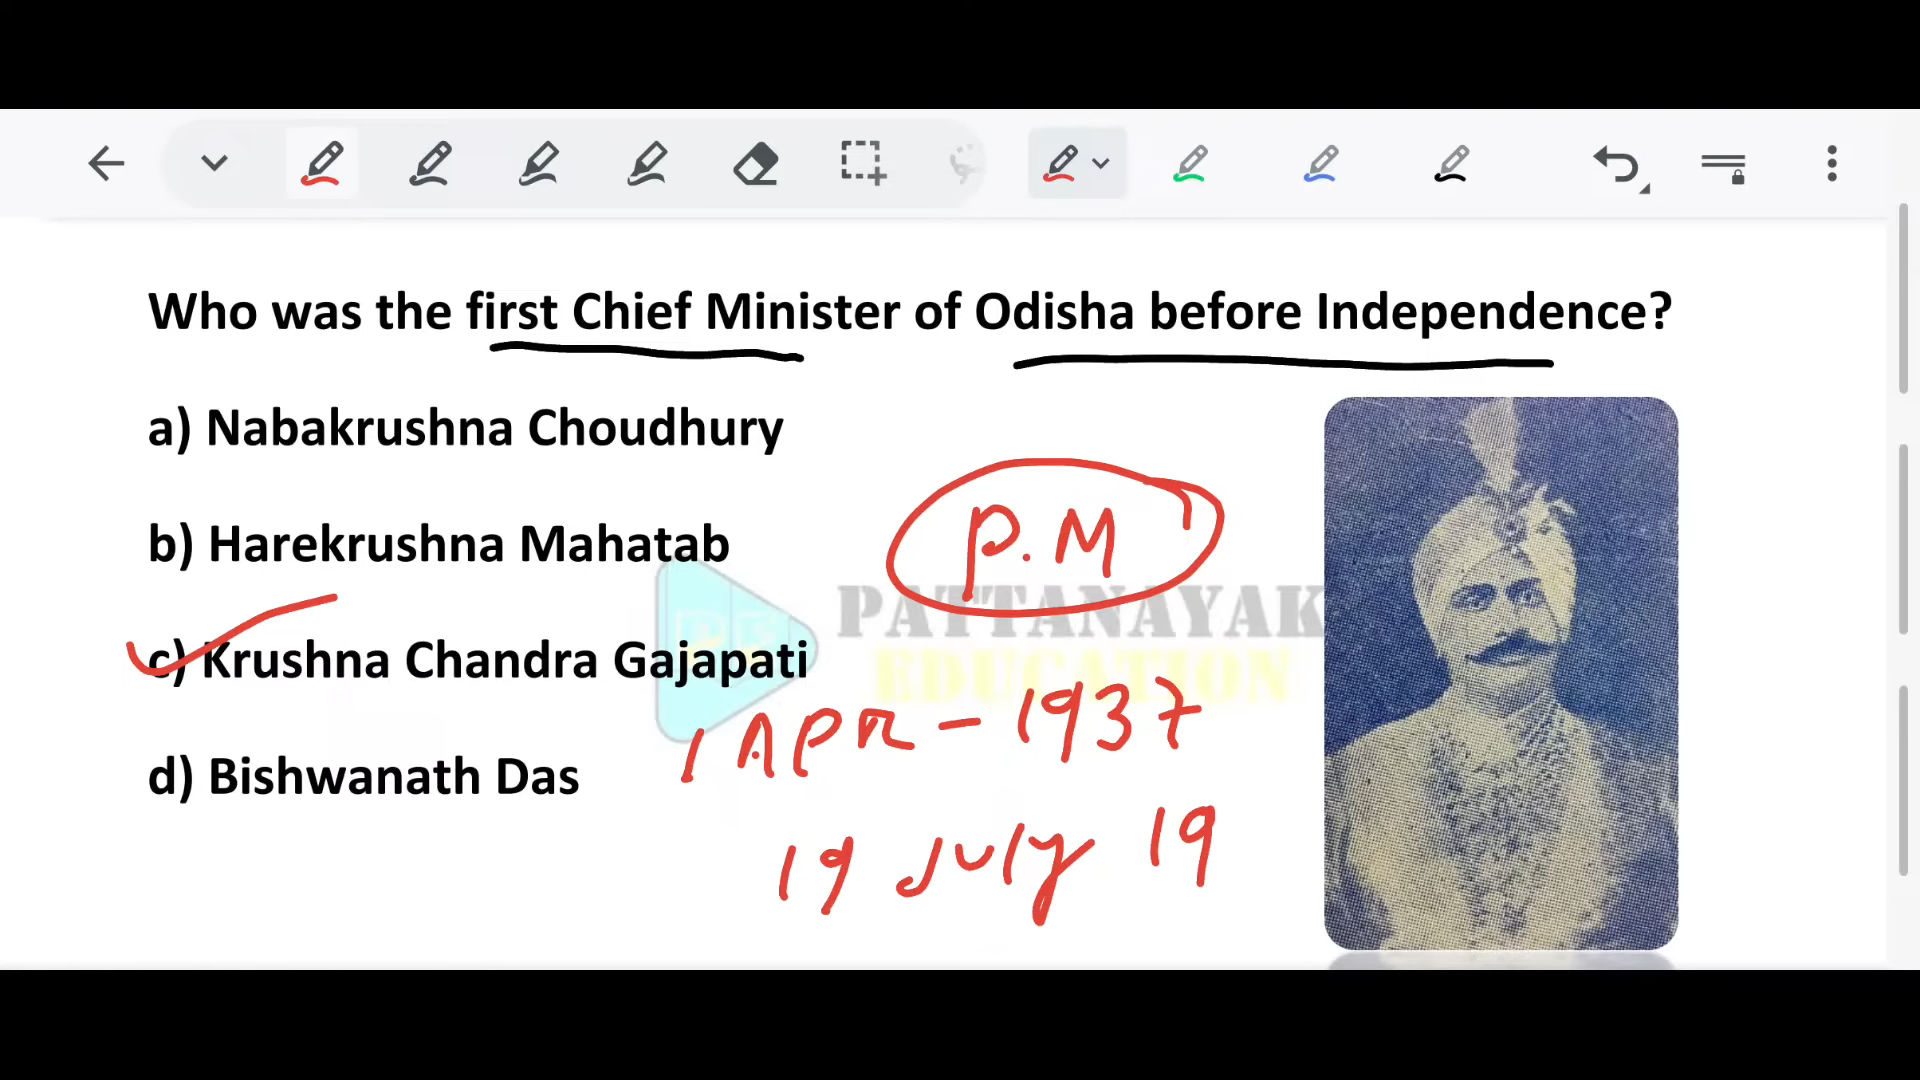 Who was the first Chief Minister of Odisha before Independence?
a) Nabakrushna Choudhury
P.M
b) Harekrushna Mahatab
PATTANAYAK
c) Krushna Chandra Gajapati
EDUCATION
1 APR - 1937
d) Bishwanath Das
19 July 19